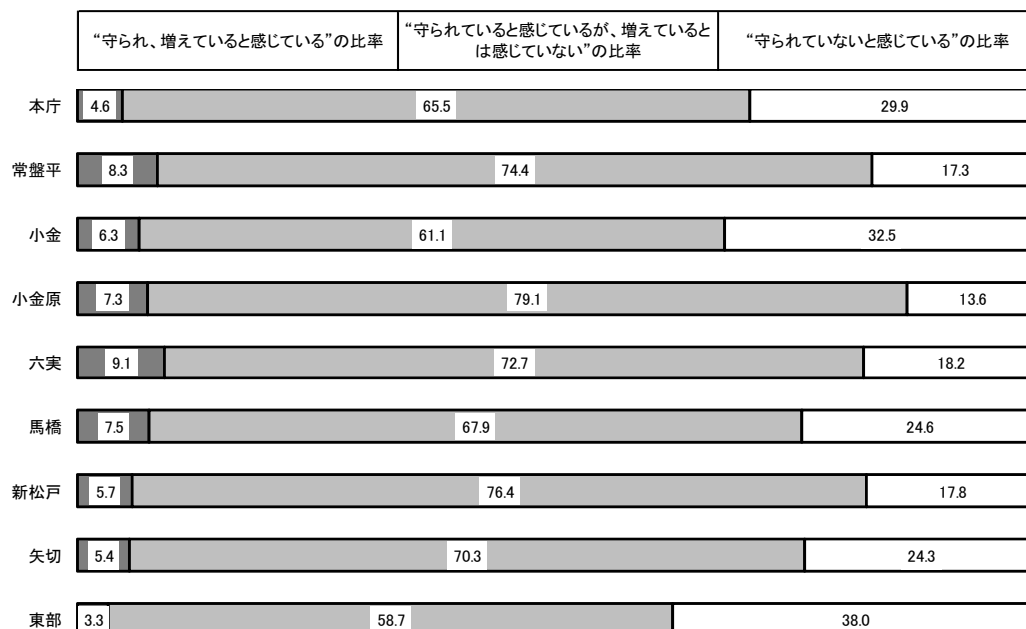 “守られ、増えていると感じている”の比率
“守られていると感じているが、増えていると
は感じていない”の比率
“守られていないと感じている”の比率
本庁 4.6 65.5 29.9
常盤平 8.3 74.4 17.3
小金 6.3 61.1 32.5
小金原 7.3 79.1 13.6
六実 9.1 72.7 18.2
馬橋 7.5 67.9 24.6
新松戸 5.7 76.4 17.8
矢切 5.4 70.3 24.3
東部 3.3 58.7 38.0